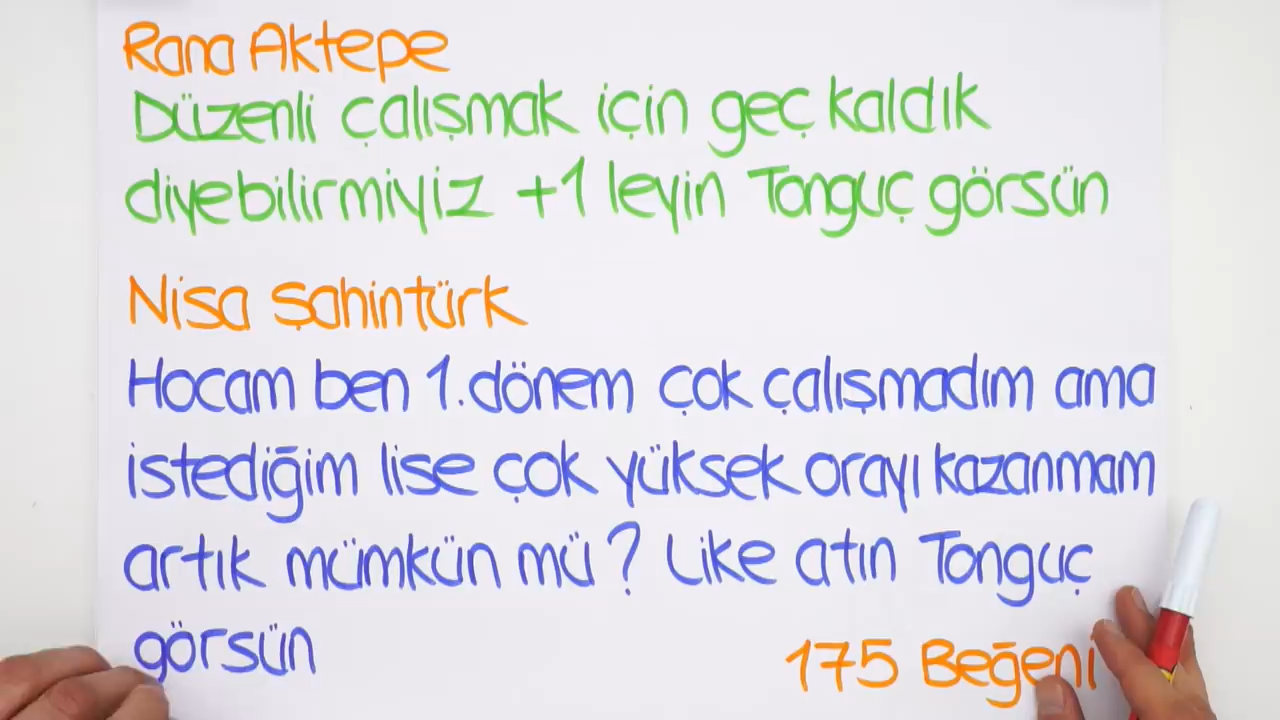 Rana Aktepe
Düzenli çalışmak için geç kaldık
diyebilirmiyiz +1 leyin Tonguç görsün
Nisa Şahintürk
Hocam ben 1. dönem çok çalışmadım ama
istediğim lise çok yüksek orayı kazanmam
artık mümkün mü? Like atın Tonguç
görsün
175 Beğeni